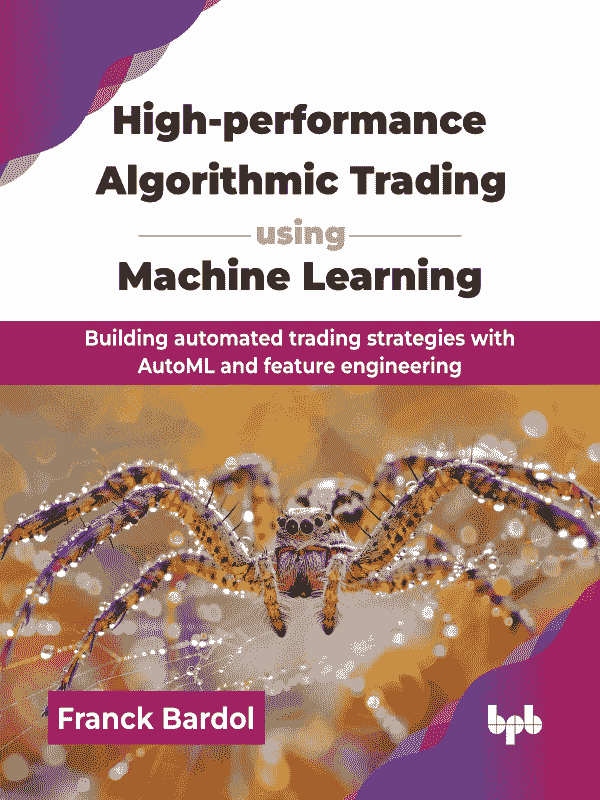 High-performance
Algorithmic Trading
using
Machine Learning
Building automated trading strategies with
AutoML and feature engineering
Franck Bardol
bpb